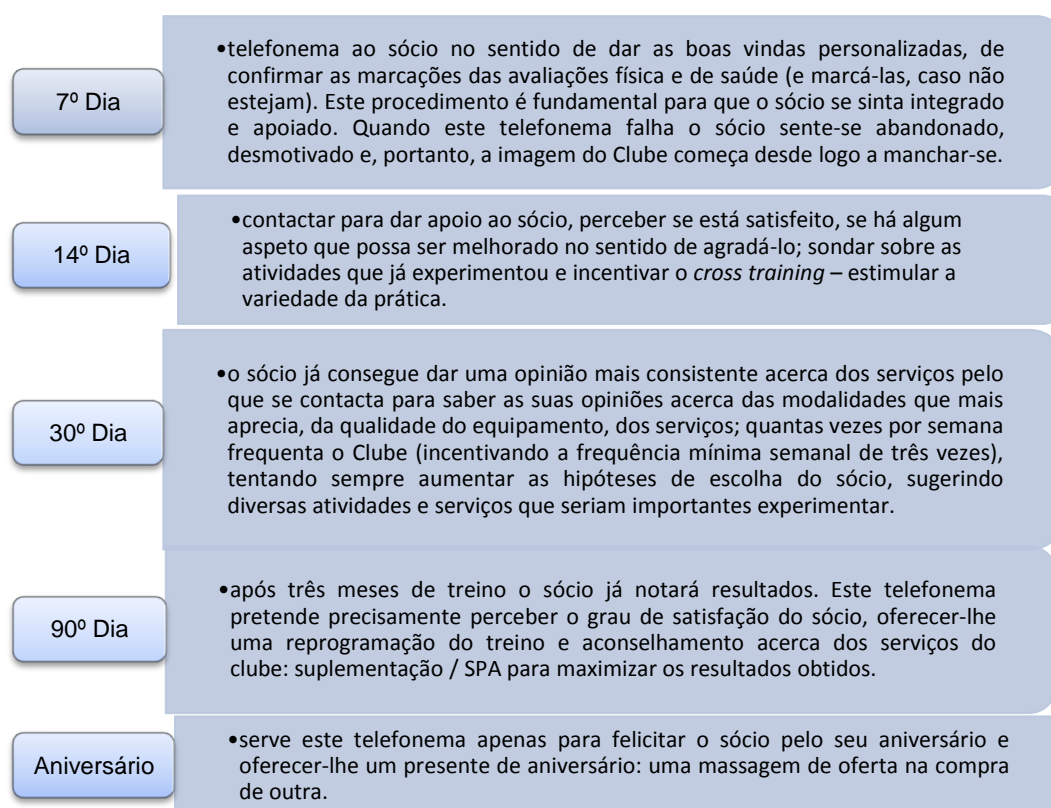 7º Dia
•telefonema ao sócio no sentido de dar as boas vindas personalizadas, de
confirmar as marcações das avaliações física e de saúde (e marcá-las, caso não
estejam). Este procedimento é fundamental para que o sócio se sinta integrado
e apoiado. Quando este telefonema falha o sócio sente-se abandonado,
desmotivado e, portanto, a imagem do Clube começa desde logo a manchar-se.
14º Dia
•contactar para dar apoio ao sócio, perceber se está satisfeito, se há algum
aspeto que possa ser melhorado no sentido de agradá-lo; sondar sobre as
atividades que já experimentou e incentivar o cross training – estimular a
variedade da prática.
30º Dia
•o sócio já consegue dar uma opinião mais consistente acerca dos serviços pelo
que se contacta para saber as suas opiniões acerca das modalidades que mais
aprecia, da qualidade do equipamento, dos serviços; quantas vezes por semana
frequenta o Clube (incentivando a frequência mínima semanal de três vezes),
tentando sempre aumentar as hipóteses de escolha do sócio, sugerindo
diversas atividades e serviços que seriam importantes experimentar.
90º Dia
•após três meses de treino o sócio já notará resultados. Este telefonema
pretende precisamente perceber o grau de satisfação do sócio, oferecer-lhe
uma reprogramação do treino e aconselhamento acerca dos serviços do
clube: suplementação / SPA para maximizar os resultados obtidos.
Aniversário
•serve este telefonema apenas para felicitar o sócio pelo seu aniversário e
oferecer-lhe um presente de aniversário: uma massagem de oferta na compra
de outra.